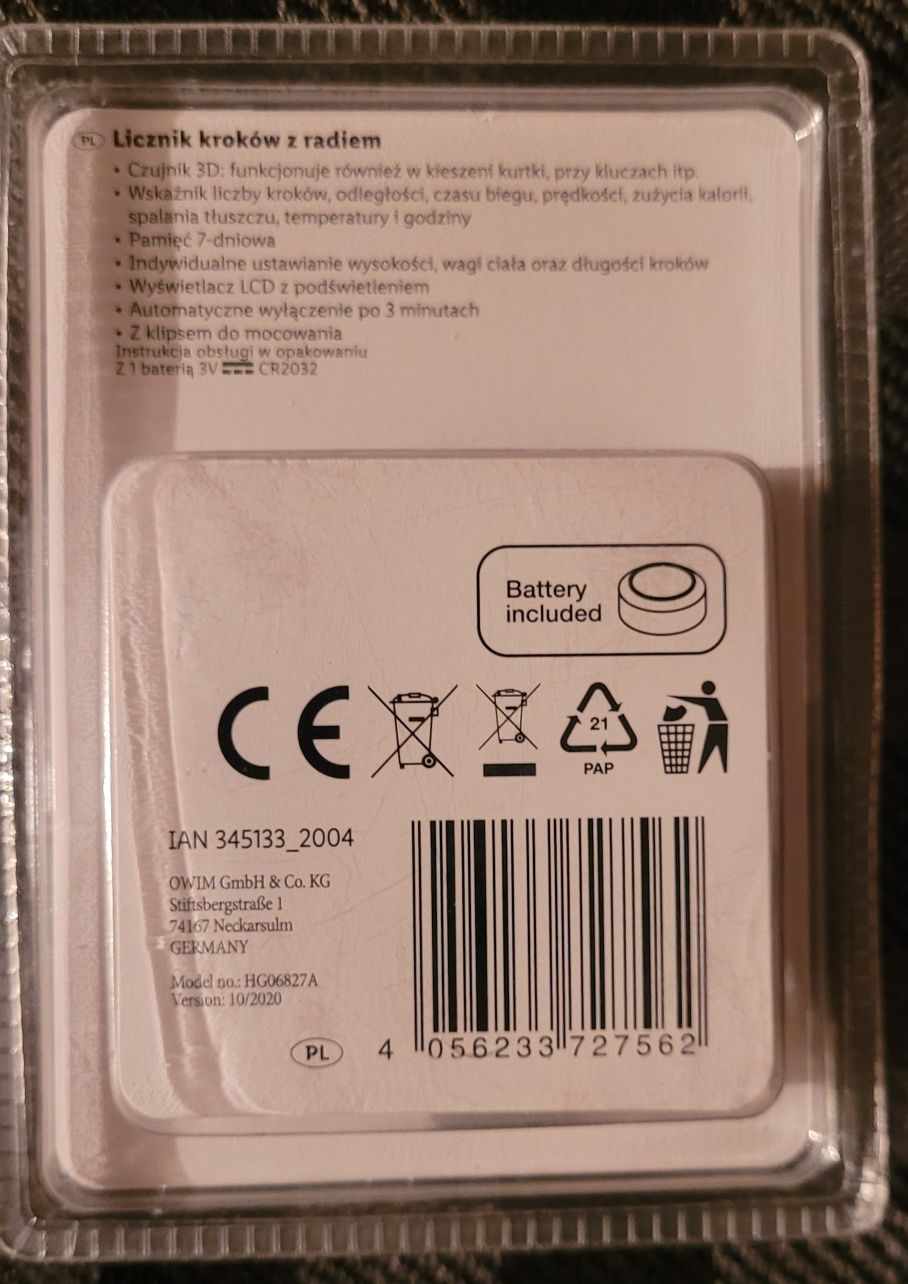 PL Licznik kroków z radiem
• Czujnik 3D: funkcjonuje również w kieszeni kurtki, przy kluczach itp.
• Wskaźnik liczby kroków, odległości, czasu biegu, prędkości, zużycia kalorii,
spalania tłuszczu, temperatury i godziny
• Pamięć 7-dniowa
• Indywidualne ustawianie wysokości, wagi ciała oraz długości kroków
• Wyświetlacz LCD z podświetleniem
• Automatyczne wyłączenie po 3 minutach
• Z klipsem do mocowania
Instrukcja obsługi w opakowaniu
Z 1 baterią 3V ⎓ CR2032
Battery
included
CE
21
PAP
IAN 345133_2004
OWIM GmbH & Co. KG
Stiftsbergstraße 1
74167 Neckarsulm
GERMANY
Model no.: HG06827A
Version: 10/2020
PL
4 056233 727562